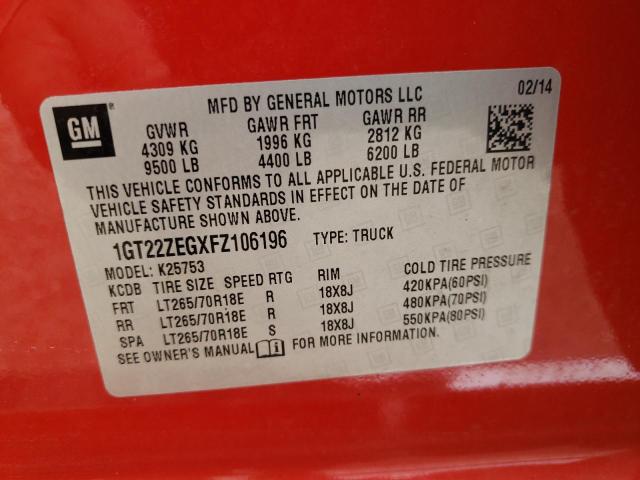 GM
MFD BY GENERAL MOTORS LLC 02/14
GVWR GAWR FRT GAWR RR
4309 KG 1996 KG 2812 KG
9500 LB 4400 LB 6200 LB
THIS VEHICLE CONFORMS TO ALL APPLICABLE U.S. FEDERAL MOTOR
VEHICLE SAFETY STANDARDS IN EFFECT ON THE DATE OF
MANUFACTURE SHOWN ABOVE.
1GT22ZEGXFZ106196 TYPE: TRUCK
MODEL: K25753
KCDB TIRE SIZE SPEED RTG RIM COLD TIRE PRESSURE
FRT LT265/70R18E R 18X8J 420KPA(60PSI)
RR LT265/70R18E R 18X8J 480KPA(70PSI)
SPA LT265/70R18E S 18X8J 550KPA(80PSI)
SEE OWNER'S MANUAL FOR MORE INFORMATION.